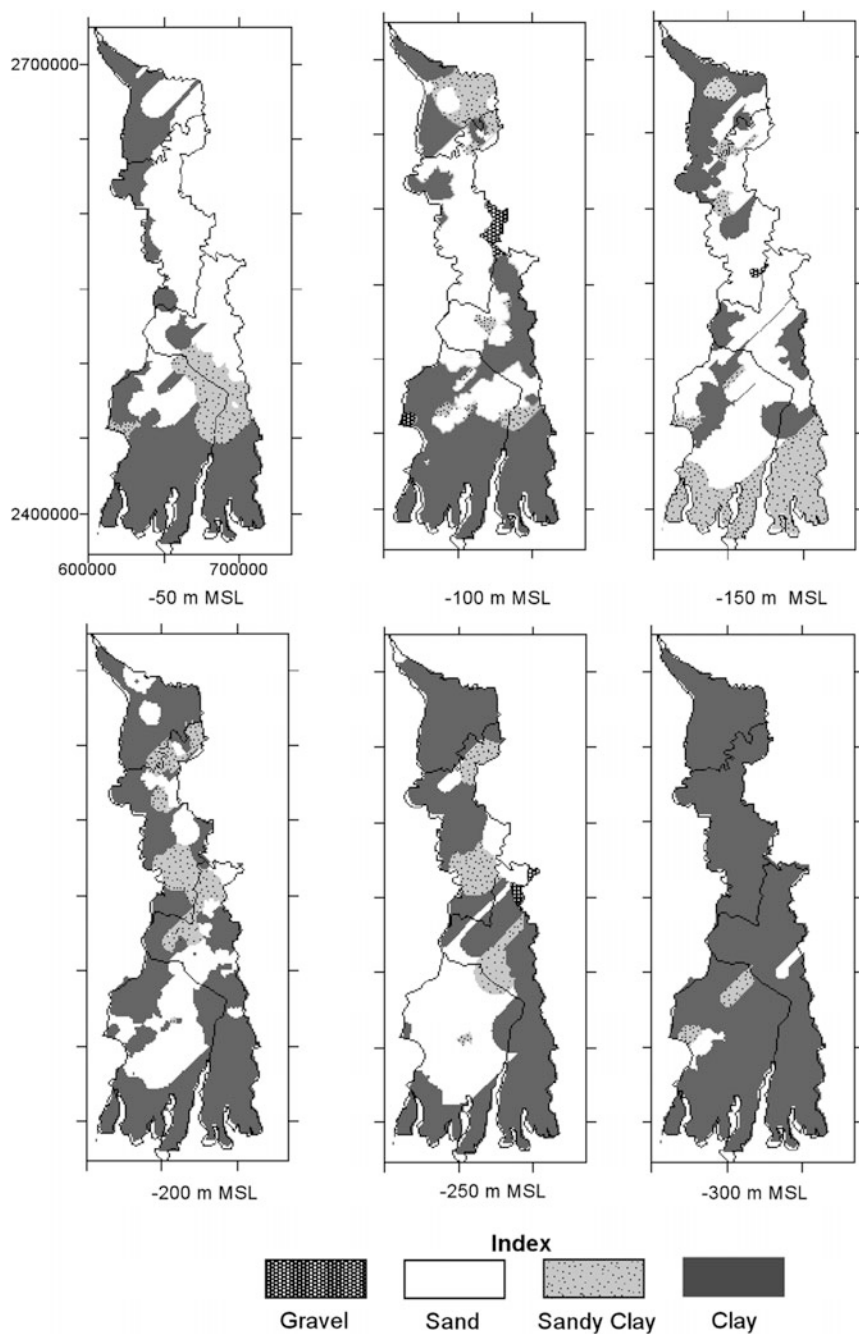 2700000
2400000
600000 700000
-50 m MSL -100 m MSL -150 m MSL
-200 m MSL -250 m MSL -300 m MSL
Index
Gravel Sand Sandy Clay Clay